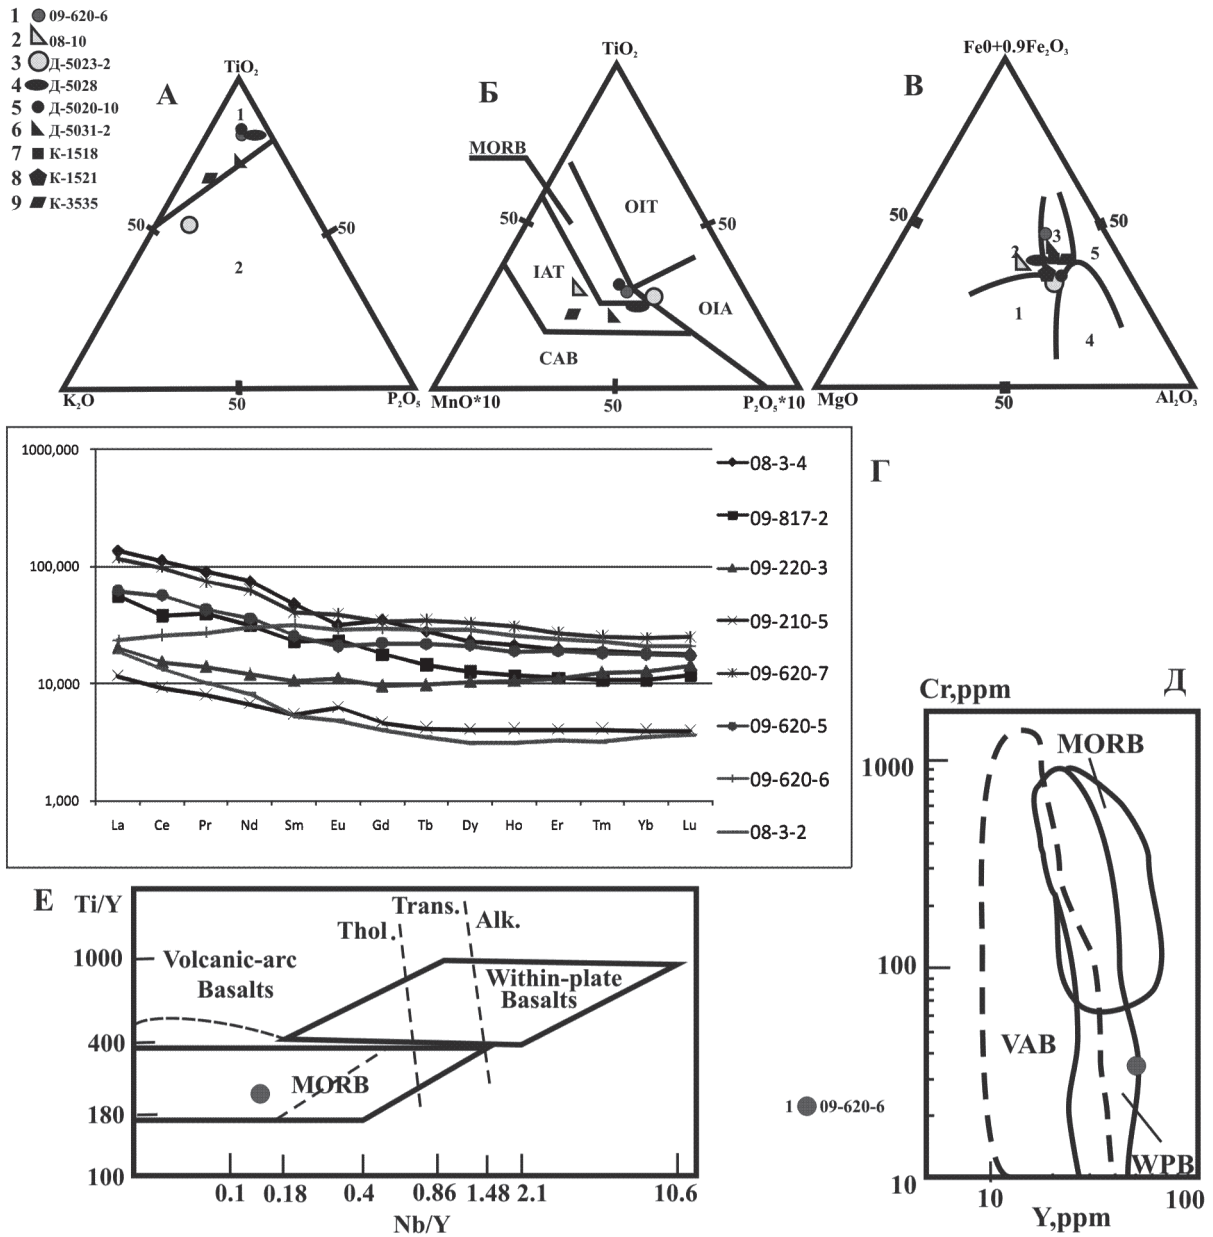 1 09-620-6
2 08-10
3 Д-5023-2
4 Д-5028
5 Д-5020-10
6 Д-5031-2
7 К-1518
8 К-1521
9 К-3535
А
TiO₂
1
50
50
2
K₂O
50
P₂O₅
Б
TiO₂
MORB
50
50
OIT
IAT
OIA
CAB
MnO*10
50
P₂O₅*10
В
Fe0+0.9Fe₂O₃
50
50
2
3
5
1
4
MgO
50
Al₂O₃
Г
1000,000
100,000
10,000
1,000
La Ce Pr Nd Sm Eu Gd Tb Dy Ho Er Tm Yb Lu
08-3-4
09-817-2
09-220-3
09-210-5
09-620-7
09-620-5
09-620-6
08-3-2
Д
Cr,ppm
1000
100
10
MORB
VAB
WPB
10
100
Y,ppm
1 09-620-6
Е
Ti/Y
1000
400
180
100
Volcanic-arc
Basalts
Thol.
Trans.
Alk.
Within-plate
Basalts
MORB
0.1 0.18 0.4 0.86 1.48 2.1 10.6
Nb/Y